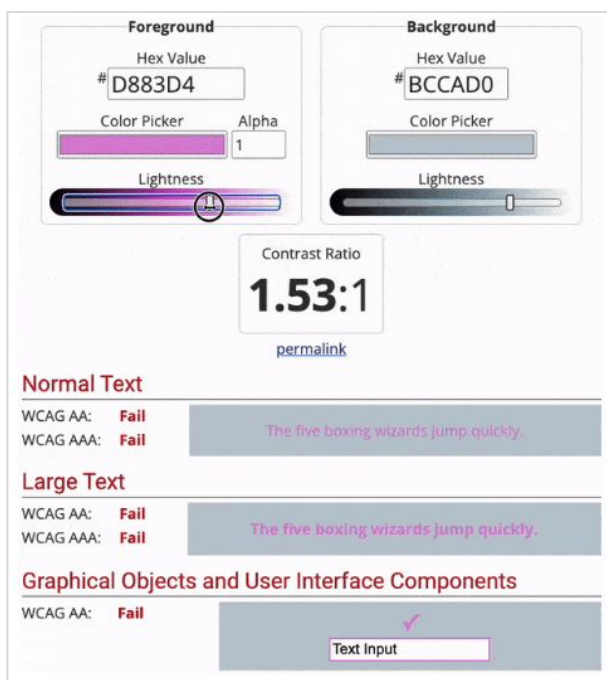 Foreground
Hex Value
# D883D4
Color Picker Alpha
1
Lightness
Background
Hex Value
# BCCAD0
Color Picker
Lightness
Contrast Ratio
1.53:1
permalink
Normal Text
WCAG AA: Fail
WCAG AAA: Fail
The five boxing wizards jump quickly.
Large Text
WCAG AA: Fail
WCAG AAA: Fail
The five boxing wizards jump quickly.
Graphical Objects and User Interface Components
WCAG AA: Fail
✓
Text Input